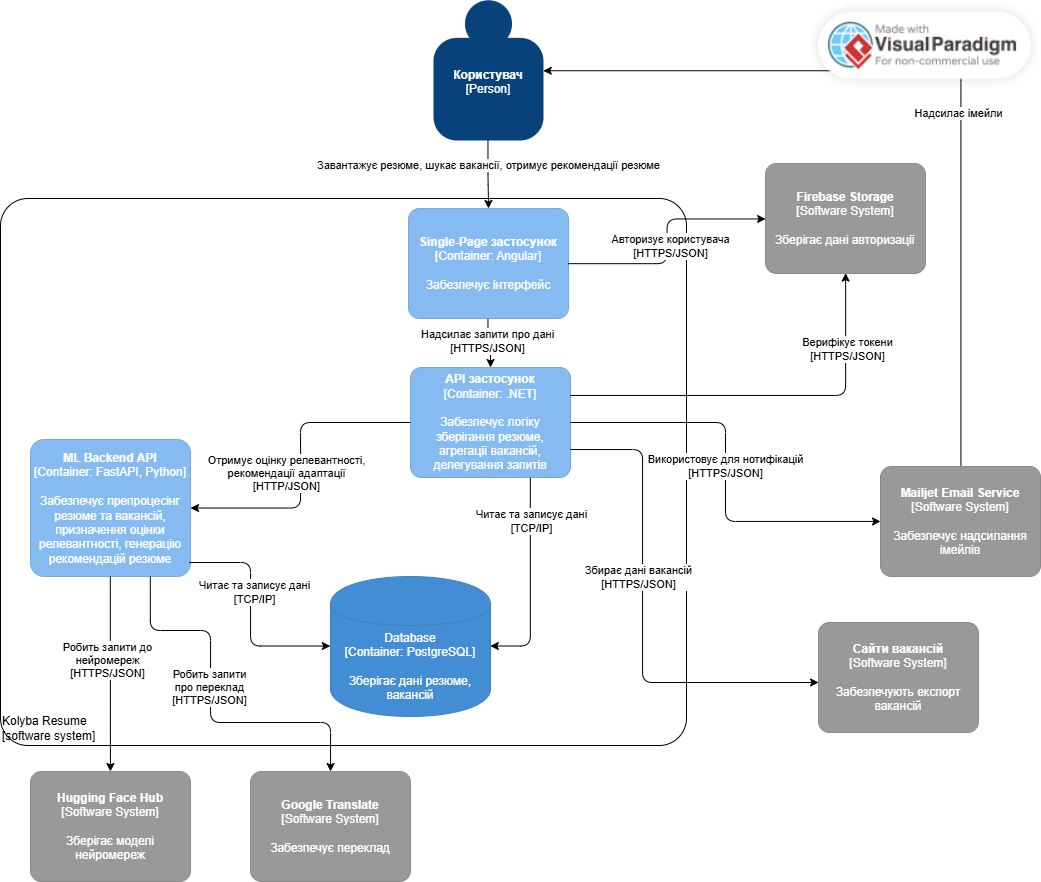 Made with
Visual Paradigm
For non-commercial use
Користувач
[Person]
Надсилає імейли
Завантажує резюме, шукає вакансії, отримує рекомендації резюме
Firebase Storage
[Software System]
Зберігає дані авторизації
Single-Page застосунок
[Container: Angular]
Забезпечує інтерфейс
Авторизує користувача
[HTTPS/JSON]
Надсилає запити про дані
[HTTPS/JSON]
Верифікує токени
[HTTPS/JSON]
API застосунок
[Container: .NET]
Забезпечує логіку
зберігання резюме,
агрегації вакансій,
делегування запитів
ML Backend API
[Container: FastAPI, Python]
Забезпечує препроцесінг
резюме та вакансій,
призначення оцінки
релевантності, генерацію
рекомендацій резюме
Отримує оцінку релевантності,
рекомендації адаптації
[HTTP/JSON]
Використовує для нотифікацій
[HTTPS/JSON]
Mailjet Email Service
[Software System]
Забезпечує надсилання
імейлів
Читає та записує дані
[TCP/IP]
Збирає дані вакансій
[HTTPS/JSON]
Читає та записує дані
[TCP/IP]
Database
[Container: PostgreSQL]
Зберігає дані резюме,
вакансій
Сайти вакансій
[Software System]
Забезпечують експорт
вакансій
Робить запити до
нейромереж
[HTTPS/JSON]
Робить запити
про переклад
[HTTPS/JSON]
Kolyba Resume
[software system]
Hugging Face Hub
[Software System]
Зберігає моделі
нейромереж
Google Translate
[Software System]
Забезпечує переклад